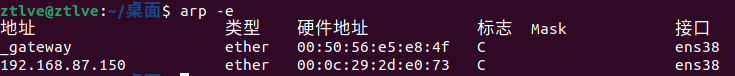 ztlve@ztlve:~/桌面$ arp -e
地址 类型 硬件地址 标志 Mask 接口
_gateway ether 00:50:56:e5:e8:4f C ens38
192.168.87.150 ether 00:0c:29:2d:e0:73 C ens38